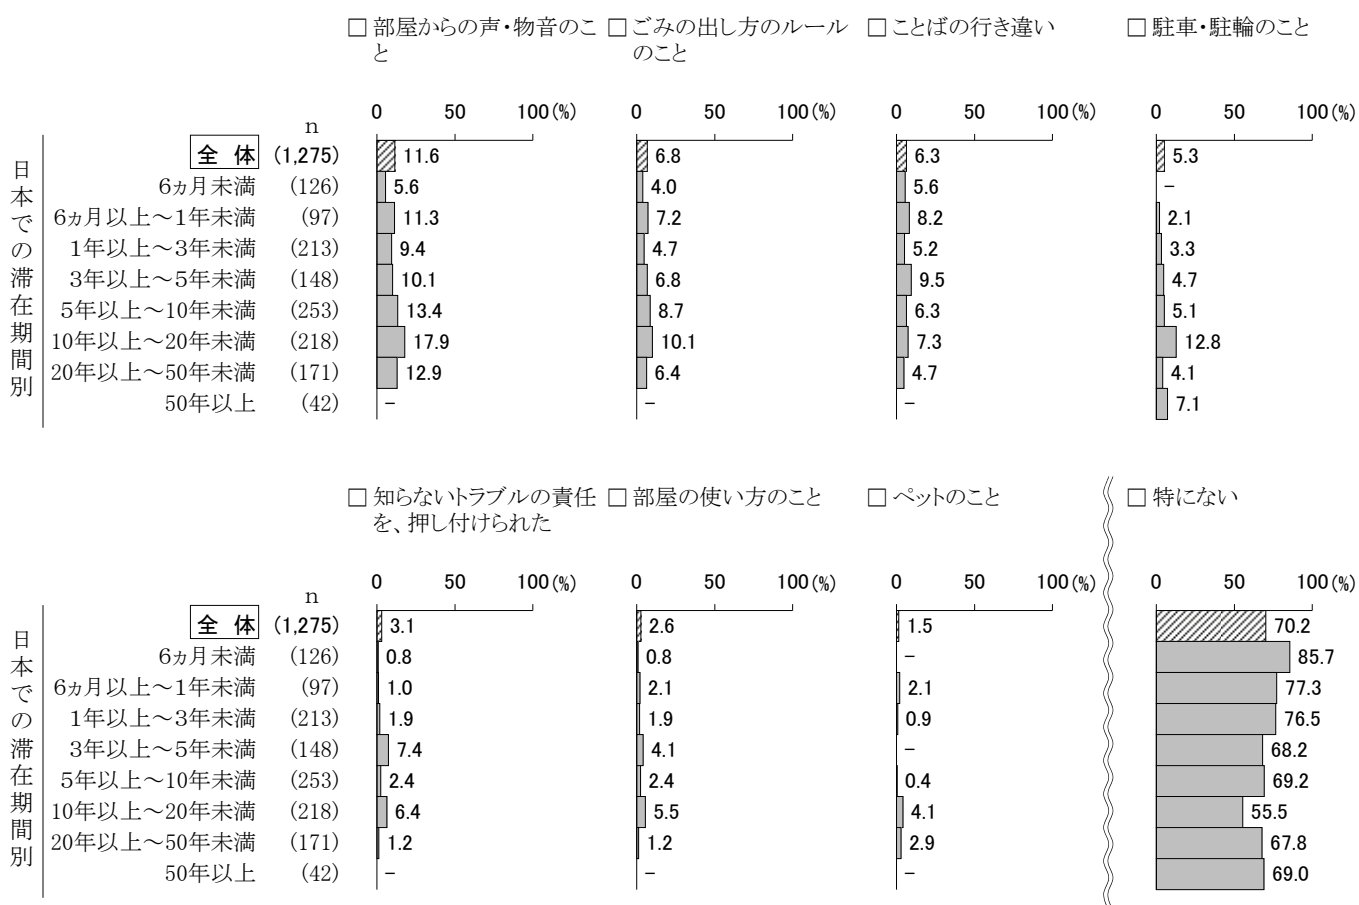 □ 部屋からの声・物音のこと
□ ごみの出し方のルールのこと
□ ことばの行き違い
□ 駐車・駐輪のこと
0 50 100(%) 0 50 100(%) 0 50 100(%) 0 50 100(%)
n
日本での滞在期間別
全 体 (1,275) 11.6 6.8 6.3 5.3
6ヵ月未満 (126) 5.6 4.0 5.6 －
6ヵ月以上～1年未満 (97) 11.3 7.2 8.2 2.1
1年以上～3年未満 (213) 9.4 4.7 5.2 3.3
3年以上～5年未満 (148) 10.1 6.8 9.5 4.7
5年以上～10年未満 (253) 13.4 8.7 6.3 5.1
10年以上～20年未満 (218) 17.9 10.1 7.3 12.8
20年以上～50年未満 (171) 12.9 6.4 4.7 4.1
50年以上 (42) － － － 7.1
□ 知らないトラブルの責任を、押し付けられた
□ 部屋の使い方のこと
□ ペットのこと
□ 特にない
0 50 100(%) 0 50 100(%) 0 50 100(%) 0 50 100(%)
n
日本での滞在期間別
全 体 (1,275) 3.1 2.6 1.5 70.2
6ヵ月未満 (126) 0.8 0.8 － 85.7
6ヵ月以上～1年未満 (97) 1.0 2.1 2.1 77.3
1年以上～3年未満 (213) 1.9 1.9 0.9 76.5
3年以上～5年未満 (148) 7.4 4.1 － 68.2
5年以上～10年未満 (253) 2.4 2.4 0.4 69.2
10年以上～20年未満 (218) 6.4 5.5 4.1 55.5
20年以上～50年未満 (171) 1.2 1.2 2.9 67.8
50年以上 (42) － － － 69.0